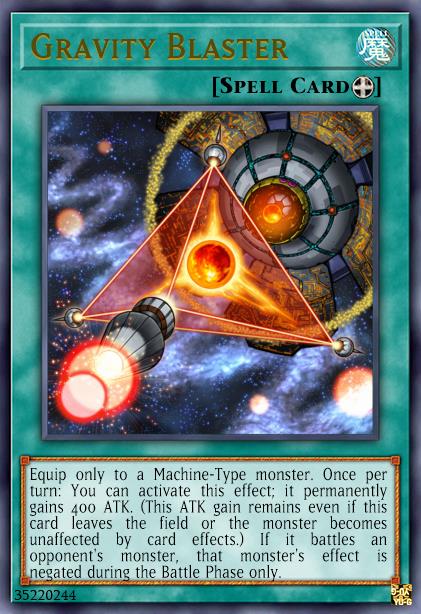 Gravity Blaster
SPELL
魔
[Spell Card]
Equip only to a Machine-Type monster. Once per
turn: You can activate this effect; it permanently
gains 400 ATK. (This ATK gain remains even if this
card leaves the field or the monster becomes
unaffected by card effects.) If it battles an
opponent's monster, that monster's effect is
negated during the Battle Phase only.
35220244